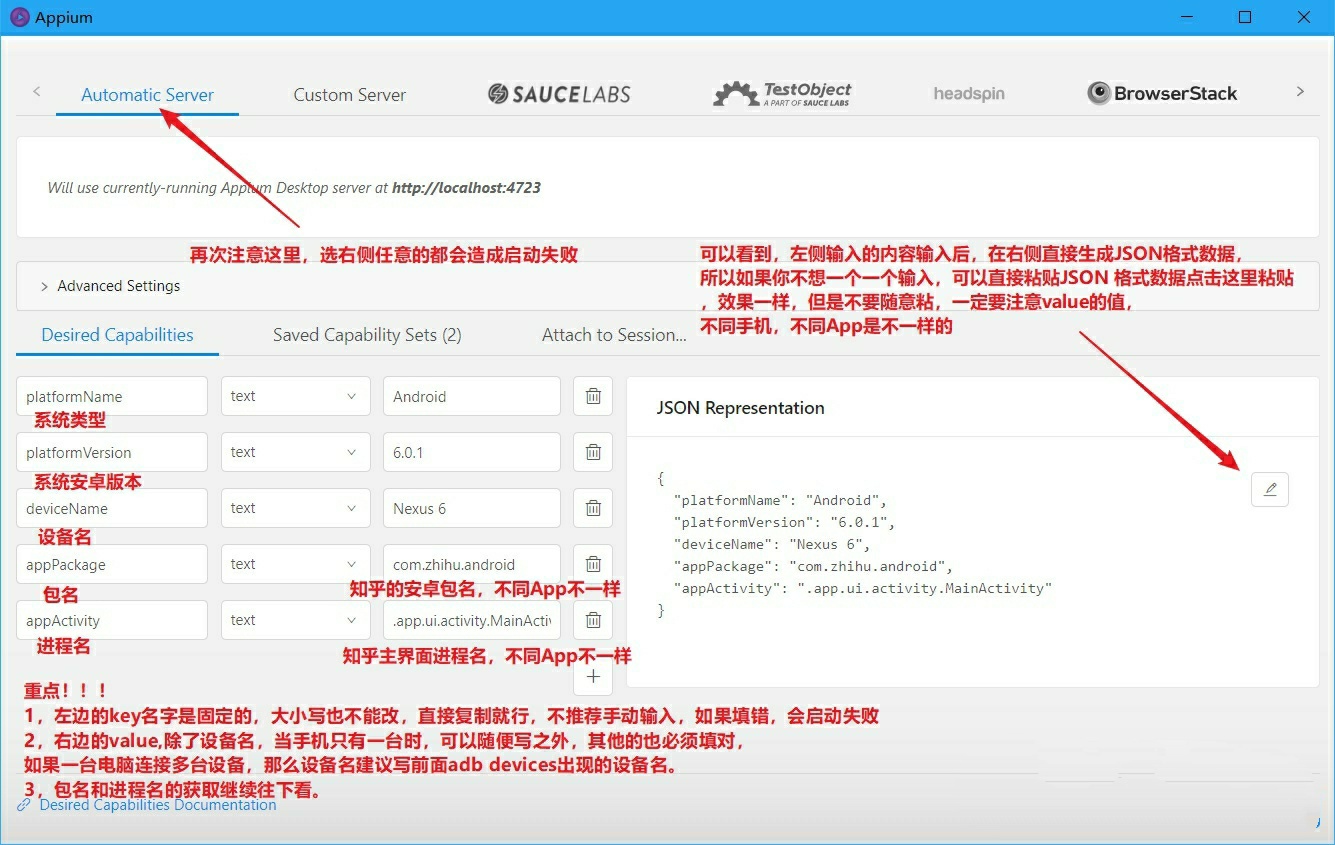 Appium
Automatic Server
Custom Server
SAUCELABS
TestObject
A PART OF SAUCE LABS
headspin
BrowserStack
Will use currently-running Appium Desktop server at http://localhost:4723
再次注意这里，选右侧任意的都会造成启动失败
可以看到，左侧输入的内容输入后，在右侧直接生成JSON格式数据，
所以如果你不想一个一个输入，可以直接粘贴JSON 格式数据点击这里粘贴
，效果一样，但是不要随意粘，一定要注意value的值，
不同手机，不同App是不一样的
Advanced Settings
Desired Capabilities
Saved Capability Sets (2)
Attach to Session...
platformName
text
Android
系统类型
platformVersion
text
6.0.1
系统安卓版本
deviceName
text
Nexus 6
设备名
appPackage
text
com.zhihu.android
知乎的安卓包名，不同App不一样
包名
appActivity
text
.app.ui.activity.MainActiv
进程名
知乎主界面进程名，不同App不一样
JSON Representation
{
"platformName": "Android",
"platformVersion": "6.0.1",
"deviceName": "Nexus 6",
"appPackage": "com.zhihu.android",
"appActivity": ".app.ui.activity.MainActivity"
}
重点！！！
1，左边的key名字是固定的，大小写也不能改，直接复制就行，不推荐手动输入，如果填错，会启动失败
2，右边的value,除了设备名，当手机只有一台时，可以随便写之外，其他的也必须填对，
如果一台电脑连接多台设备，那么设备名建议写前面adb devices出现的设备名。
3，包名和进程名的获取继续往下看。
Desired Capabilities Documentation